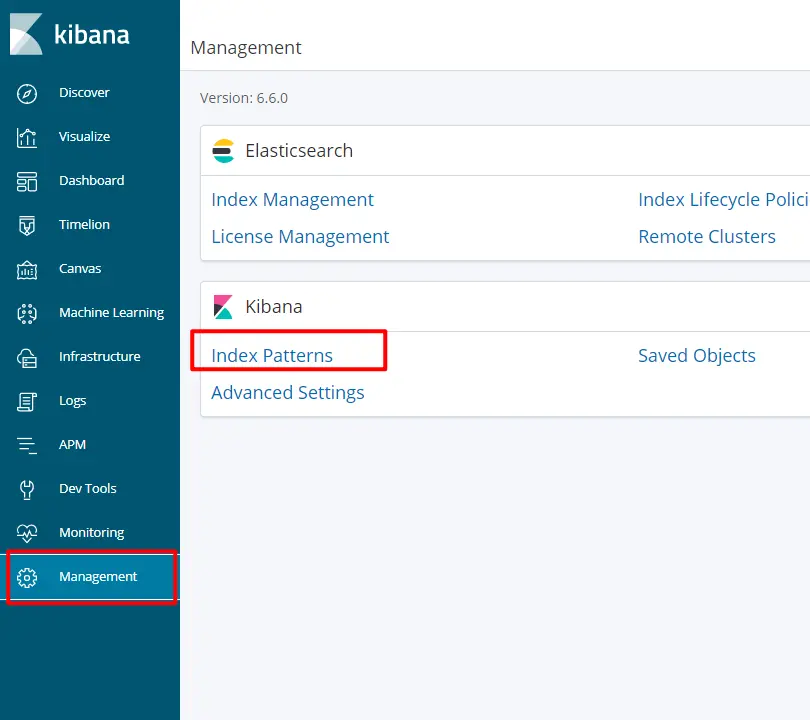 kibana
Discover
Visualize
Dashboard
Timelion
Canvas
Machine Learning
Infrastructure
Logs
APM
Dev Tools
Monitoring
Management
Management
Version: 6.6.0
Elasticsearch
Index Management
Index Lifecycle Polici
License Management
Remote Clusters
Kibana
Index Patterns
Saved Objects
Advanced Settings